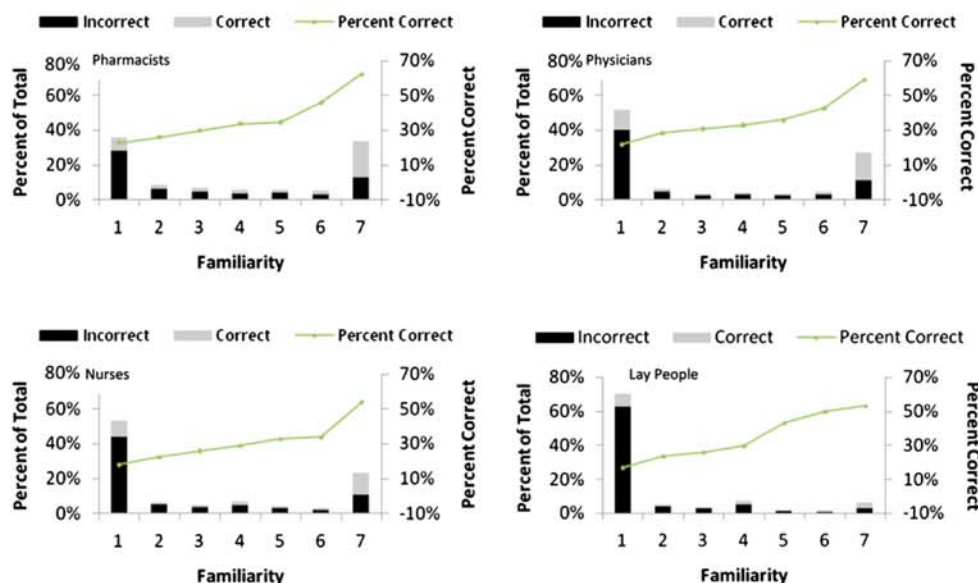 Incorrect Correct Percent Correct
Pharmacists
Percent of Total
80%
60%
40%
20%
0%
70%
50%
30%
10%
-10%
Percent Correct
1 2 3 4 5 6 7
Familiarity
Incorrect Correct Percent Correct
Physicians
Percent of Total
80%
60%
40%
20%
0%
70%
50%
30%
10%
-10%
Percent Correct
1 2 3 4 5 6 7
Familiarity
Incorrect Correct Percent Correct
Nurses
Percent of Total
80%
60%
40%
20%
0%
70%
50%
30%
10%
-10%
Percent Correct
1 2 3 4 5 6 7
Familiarity
Incorrect Correct Percent Correct
Lay People
Percent of Total
80%
60%
40%
20%
0%
70%
50%
30%
10%
-10%
Percent Correct
1 2 3 4 5 6 7
Familiarity